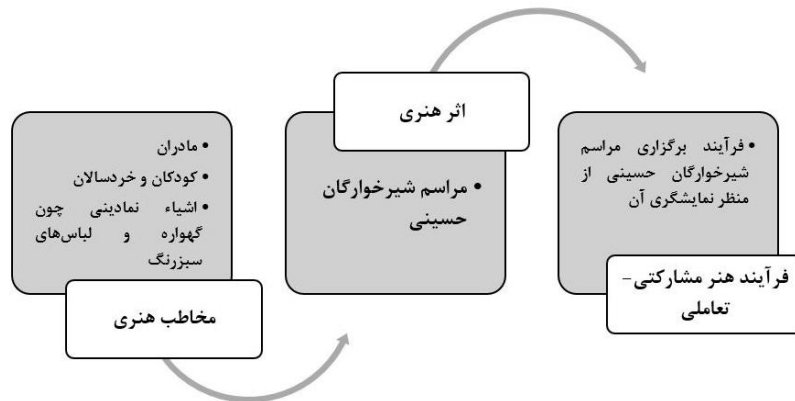 • مادران
• کودکان و خردسالان
• اشیاء نمادینی چون
گهواره و لباس‌های
سبزرنگ
مخاطب هنری
اثر هنری
• مراسم شیرخوارگان
حسینی
• فرآیند برگزاری مراسم
شیرخوارگان حسینی از
منظر نمایشگری آن
فرآیند هنر مشارکتی–
تعاملی